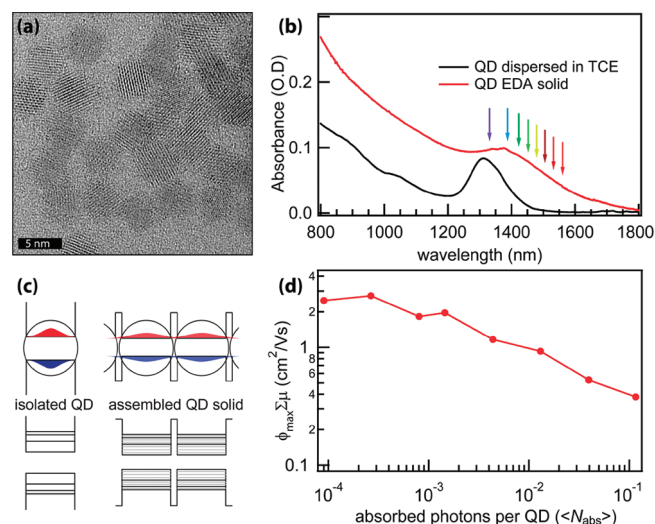 (a)
5 nm
(b)
Absorbance (O.D)
0.2
0.1
0.0
QD dispersed in TCE
QD EDA solid
800
1000
1200
1400
1600
1800
wavelength (nm)
(c)
isolated QD
assembled QD solid
(d)
ϕmaxΣμ (cm²/Vs)
4
2
1
8
6
4
2
0.1
10⁻⁴
10⁻³
10⁻²
10⁻¹
absorbed photons per QD (<Nabs>)